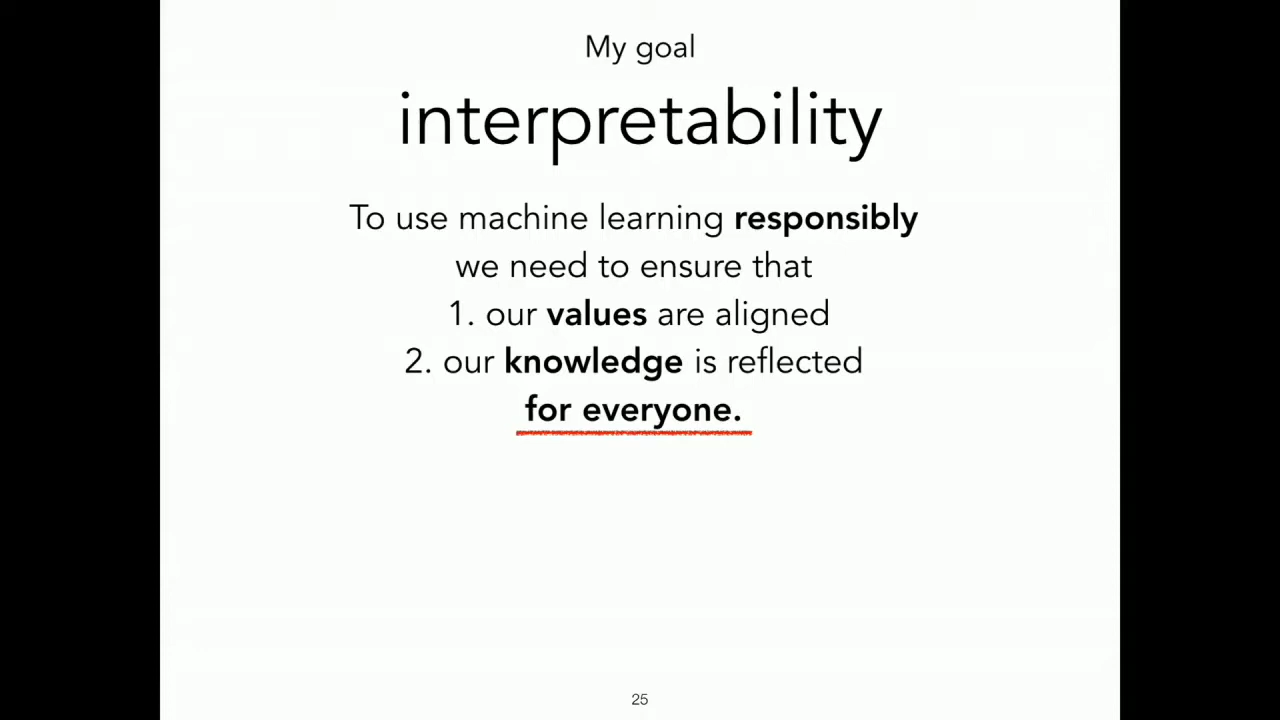 My goal
interpretability
To use machine learning responsibly
we need to ensure that
1. our values are aligned
2. our knowledge is reflected
for everyone.
25